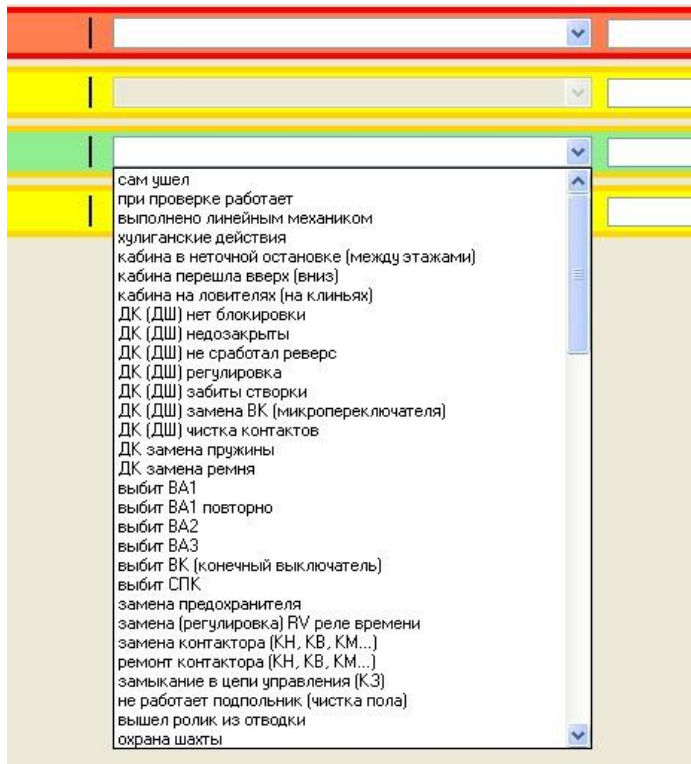 сам ушел
при проверке работает
выполнено линейным механиком
хулиганские действия
кабина в неточной остановке (между этажами)
кабина перешла вверх (вниз)
кабина на ловителях (на клиньях)
ДК (ДШ) нет блокировки
ДК (ДШ) недозакрыты
ДК (ДШ) не сработал реверс
ДК (ДШ) регулировка
ДК (ДШ) забиты створки
ДК (ДШ) замена ВК (микропереключателя)
ДК (ДШ) чистка контактов
ДК замена пружины
ДК замена ремня
выбит ВА1
выбит ВА1 повторно
выбит ВА2
выбит ВА3
выбит ВК (конечный выключатель)
выбит СПК
замена предохранителя
замена (регулировка) RV реле времени
замена контактора (КН, КВ, КМ...)
ремонт контактора (КН, КВ, КМ...)
замыкание в цепи управления (КЗ)
не работает подпольник (чистка пола)
вышел ролик из отводки
охрана шахты